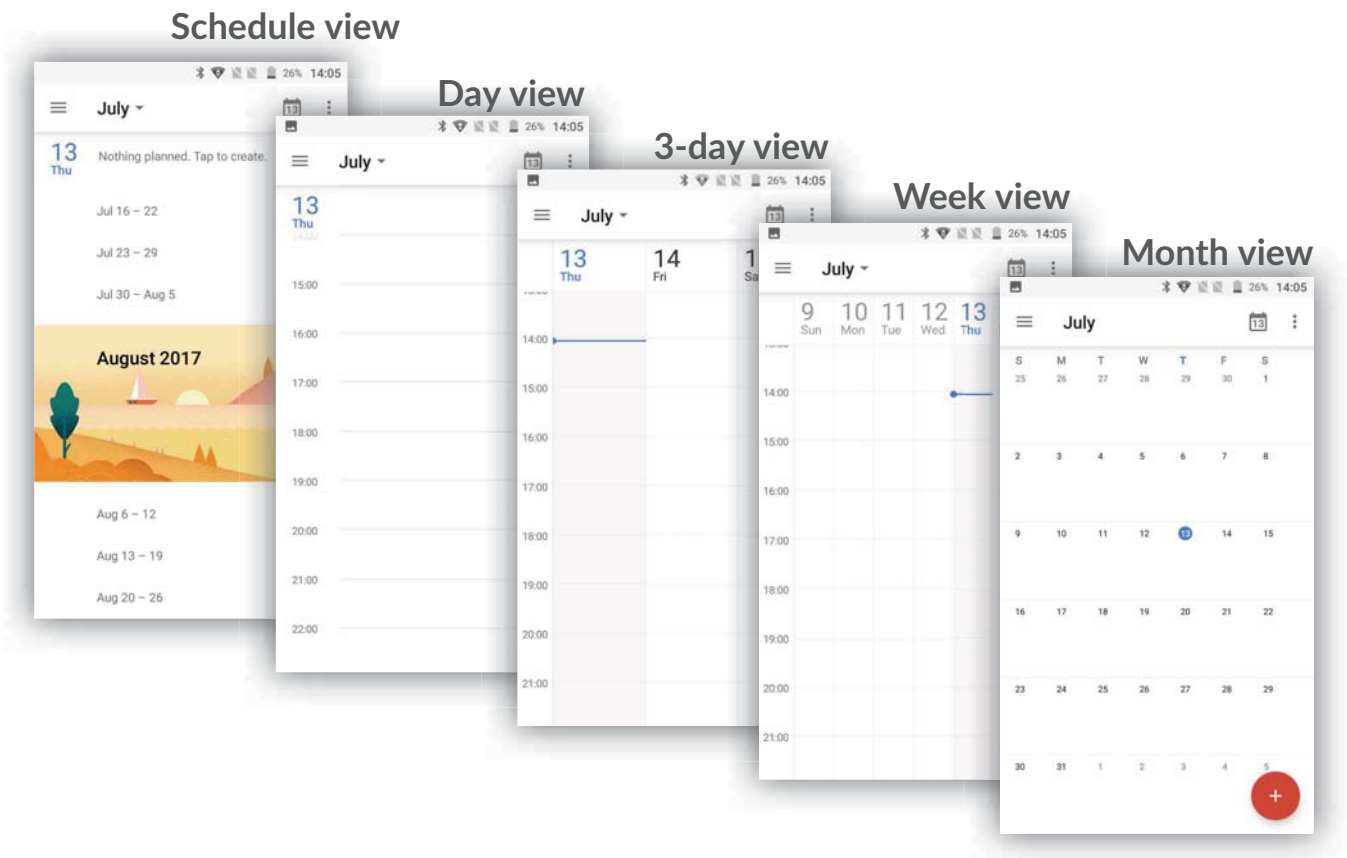 Schedule view
26% 14:05
July
13
13
Thu
Nothing planned. Tap to create.
Jul 16 – 22
Jul 23 – 29
Jul 30 – Aug 5
August 2017
Aug 6 – 12
Aug 13 – 19
Aug 20 – 26
Day view
26% 14:05
July
13
13
Thu
15:00
16:00
17:00
18:00
19:00
20:00
21:00
22:00
3-day view
26% 14:05
July
13
13 14 1
Thu Fri Sa
14:00
15:00
16:00
17:00
18:00
19:00
20:00
21:00
Week view
26% 14:05
July
13
9 10 11 12 13
Sun Mon Tue Wed Thu
14:00
15:00
16:00
17:00
18:00
19:00
20:00
21:00
Month view
26% 14:05
July
13
S M T W T F S
25 26 27 28 29 30 1
2 3 4 5 6 7 8
9 10 11 12 13 14 15
16 17 18 19 20 21 22
23 24 25 26 27 28 29
30 31 1 2 3 4 5
+